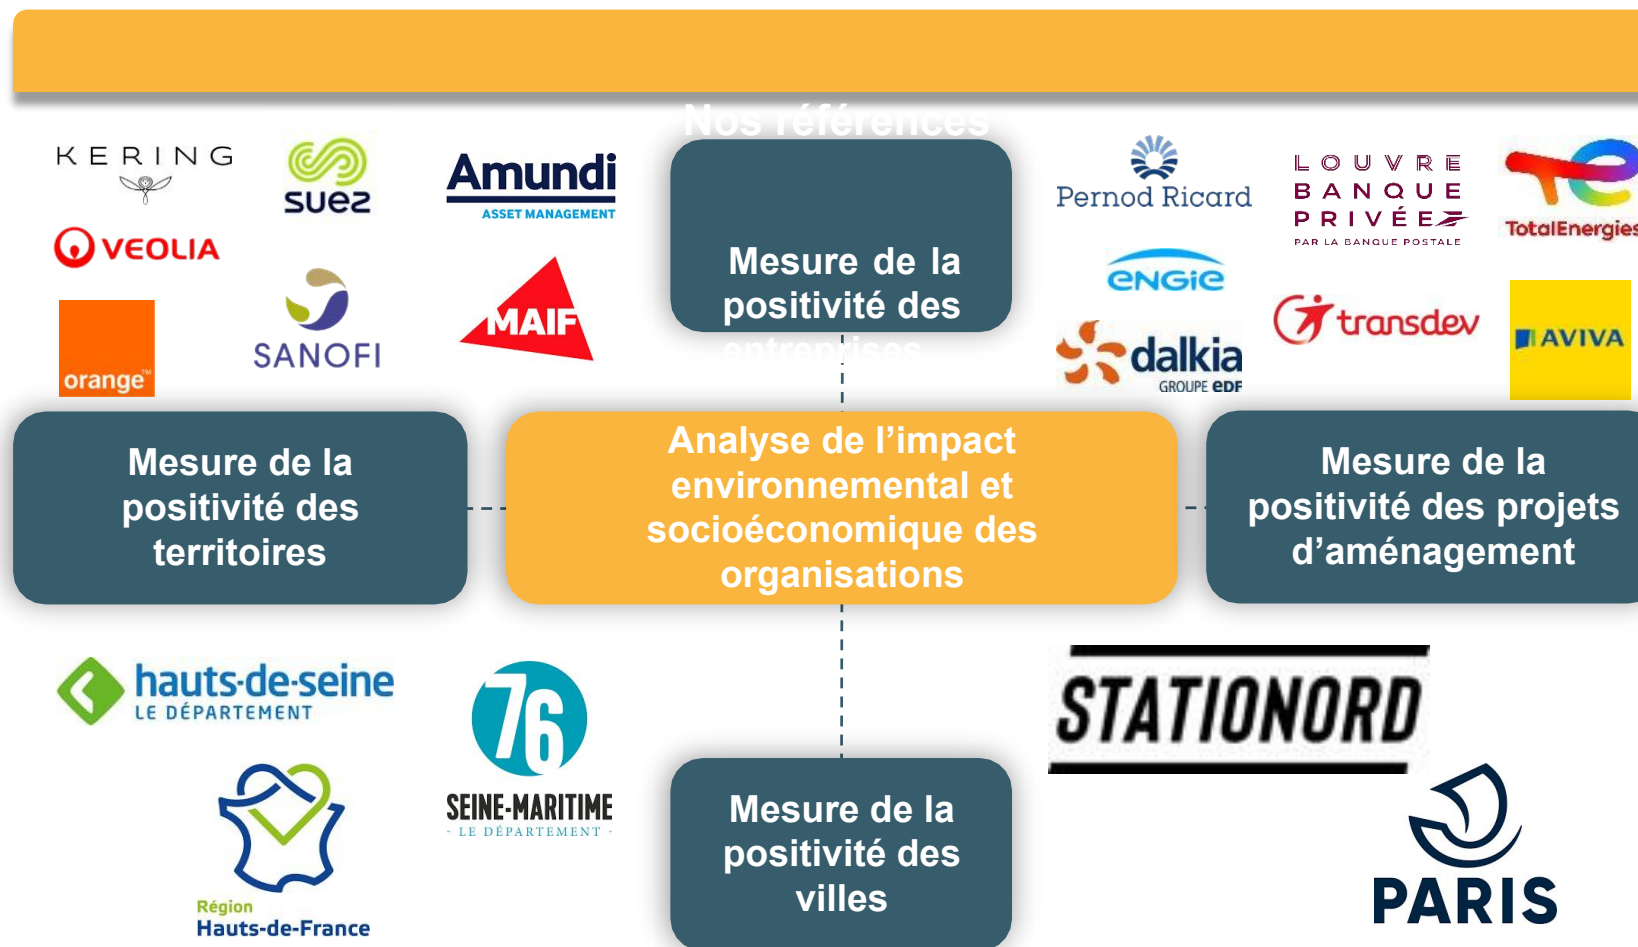 Nos références
KERING
suez
Amundi
ASSET MANAGEMENT
VEOLIA
orange™
SANOFI
MAIF
Mesure de la
positivité des
entreprises
Pernod Ricard
LOUVRE
BANQUE
PRIVÉE
PAR LA BANQUE POSTALE
TotalEnergies
ENGIE
transdev
AVIVA
dalkia
GROUPE EDF
Mesure de la
positivité des
territoires
Analyse de l’impact
environnemental et
socioéconomique des
organisations
Mesure de la
positivité des projets
d’aménagement
hauts-de-seine
LE DÉPARTEMENT
76
SEINE-MARITIME
- LE DÉPARTEMENT -
Région
Hauts-de-France
Mesure de la
positivité des
villes
STATIONORD
PARIS